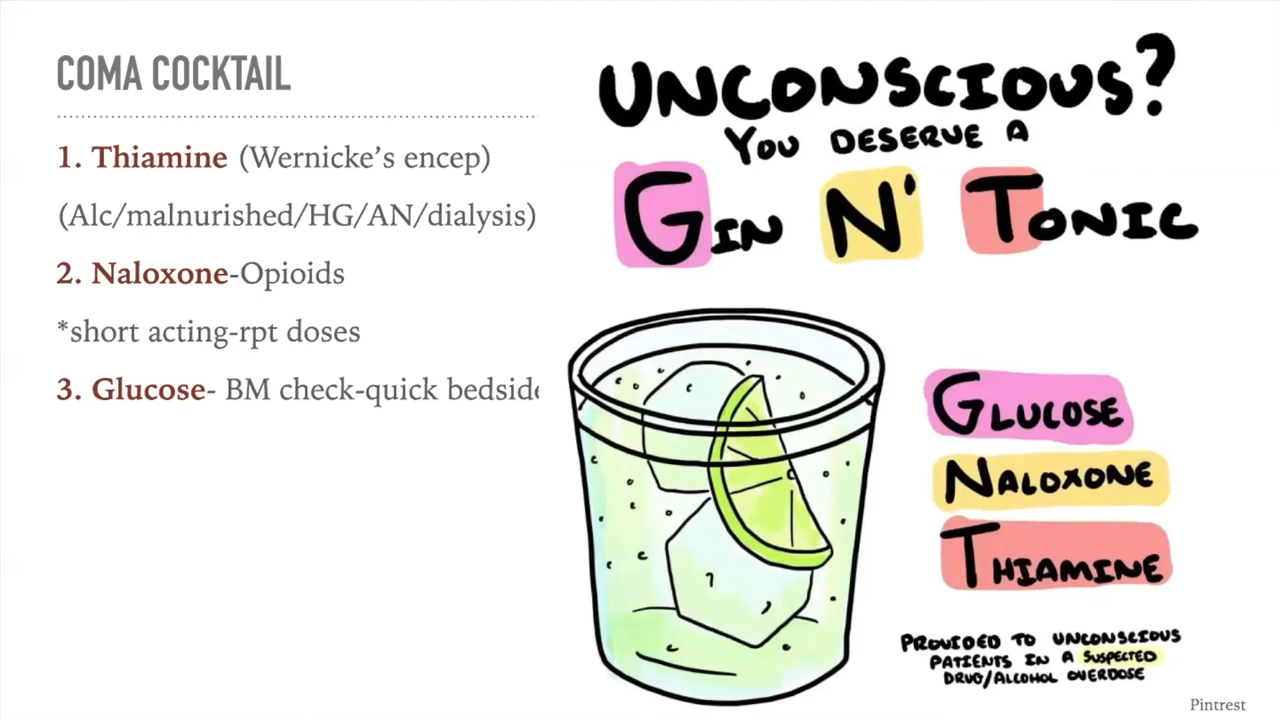 COMA COCKTAIL
1. Thiamine (Wernicke's encep)
(Alc/malnurished/HG/AN/dialysis)
2. Naloxone-Opioids
*short acting-rpt doses
3. Glucose- BM check-quick bedside
UNCONSCIOUS?
YOU DESERVE A
GIN N' TONIC
GLUCOSE
NALOXONE
THIAMINE
PROVIDED TO UNCONSCIOUS
PATIENTS IN A SUSPECTED
DRUG/ALCOHOL OVERDOSE
Pintrest